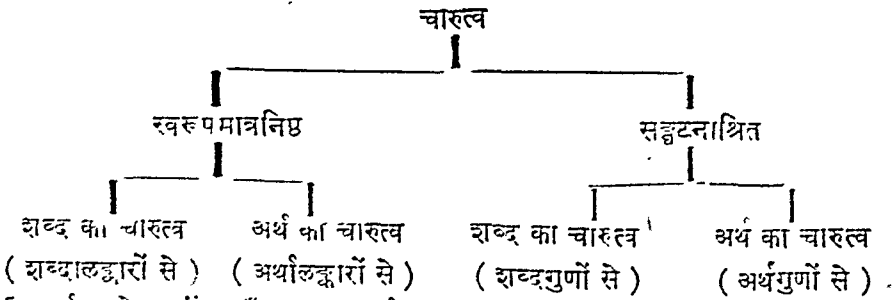 चारुत्व
स्वरूपमात्रनिष्ठ सङ्घटनाश्रित
शब्द का चारुत्व अर्थ का चारुत्व शब्द का चारुत्व अर्थ का चारुत्व
( शब्दालङ्कारों से ) ( अर्थालङ्कारों से ) ( शब्दगुणों से ) ( अर्थगुणों से )